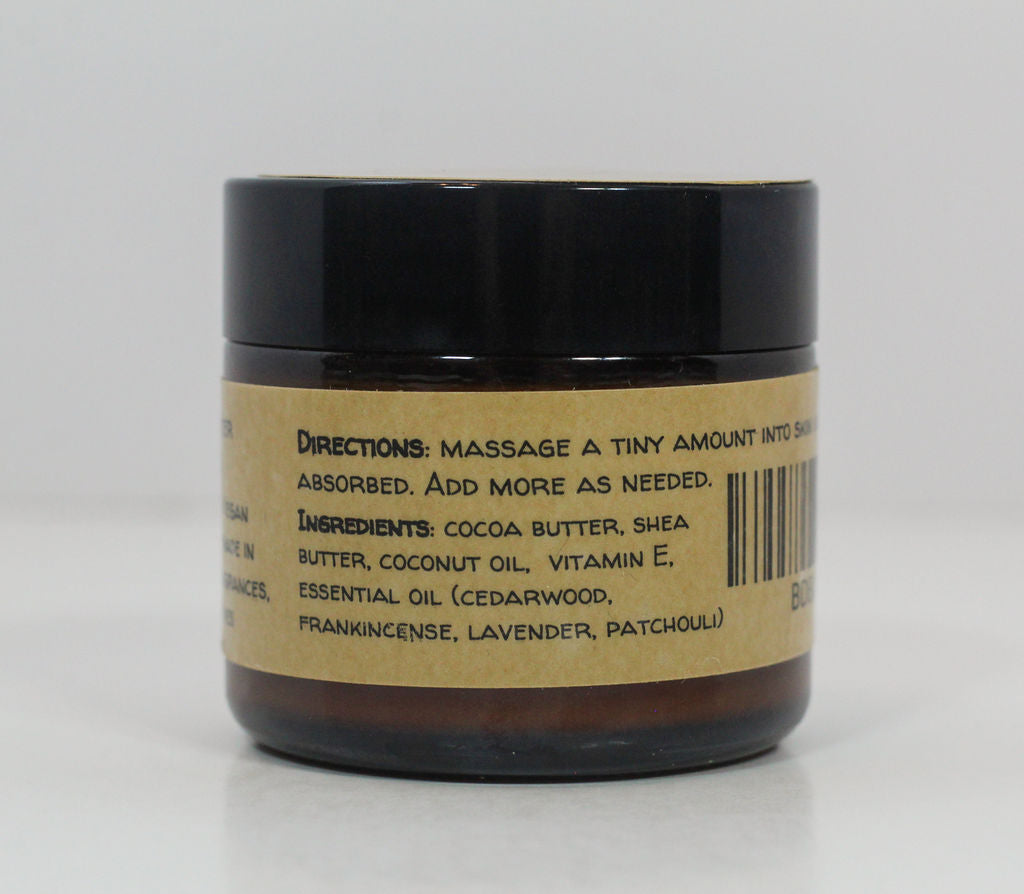 DIRECTIONS: MASSAGE A TINY AMOUNT INTO SKIN
ABSORBED. ADD MORE AS NEEDED.
INGREDIENTS: COCOA BUTTER, SHEA
BUTTER, COCONUT OIL, VITAMIN E,
ESSENTIAL OIL (CEDARWOOD,
FRANKINCENSE, LAVENDER, PATCHOULI)